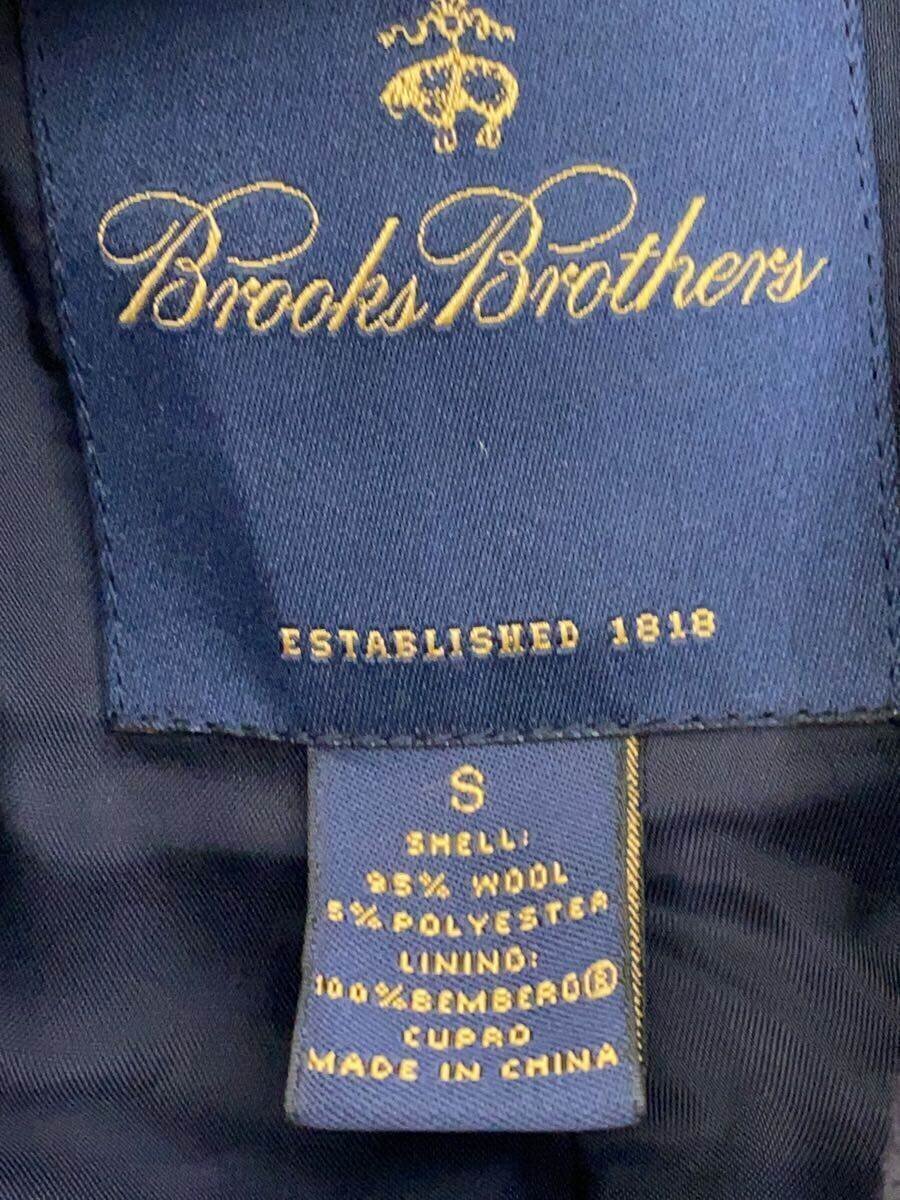 Brooks Brothers
ESTABLISHED 1818
S
SHELL:
95% WOOL
5% POLYESTER
LINING:
100% BEMBERG®
CUPRO
MADE IN CHINA